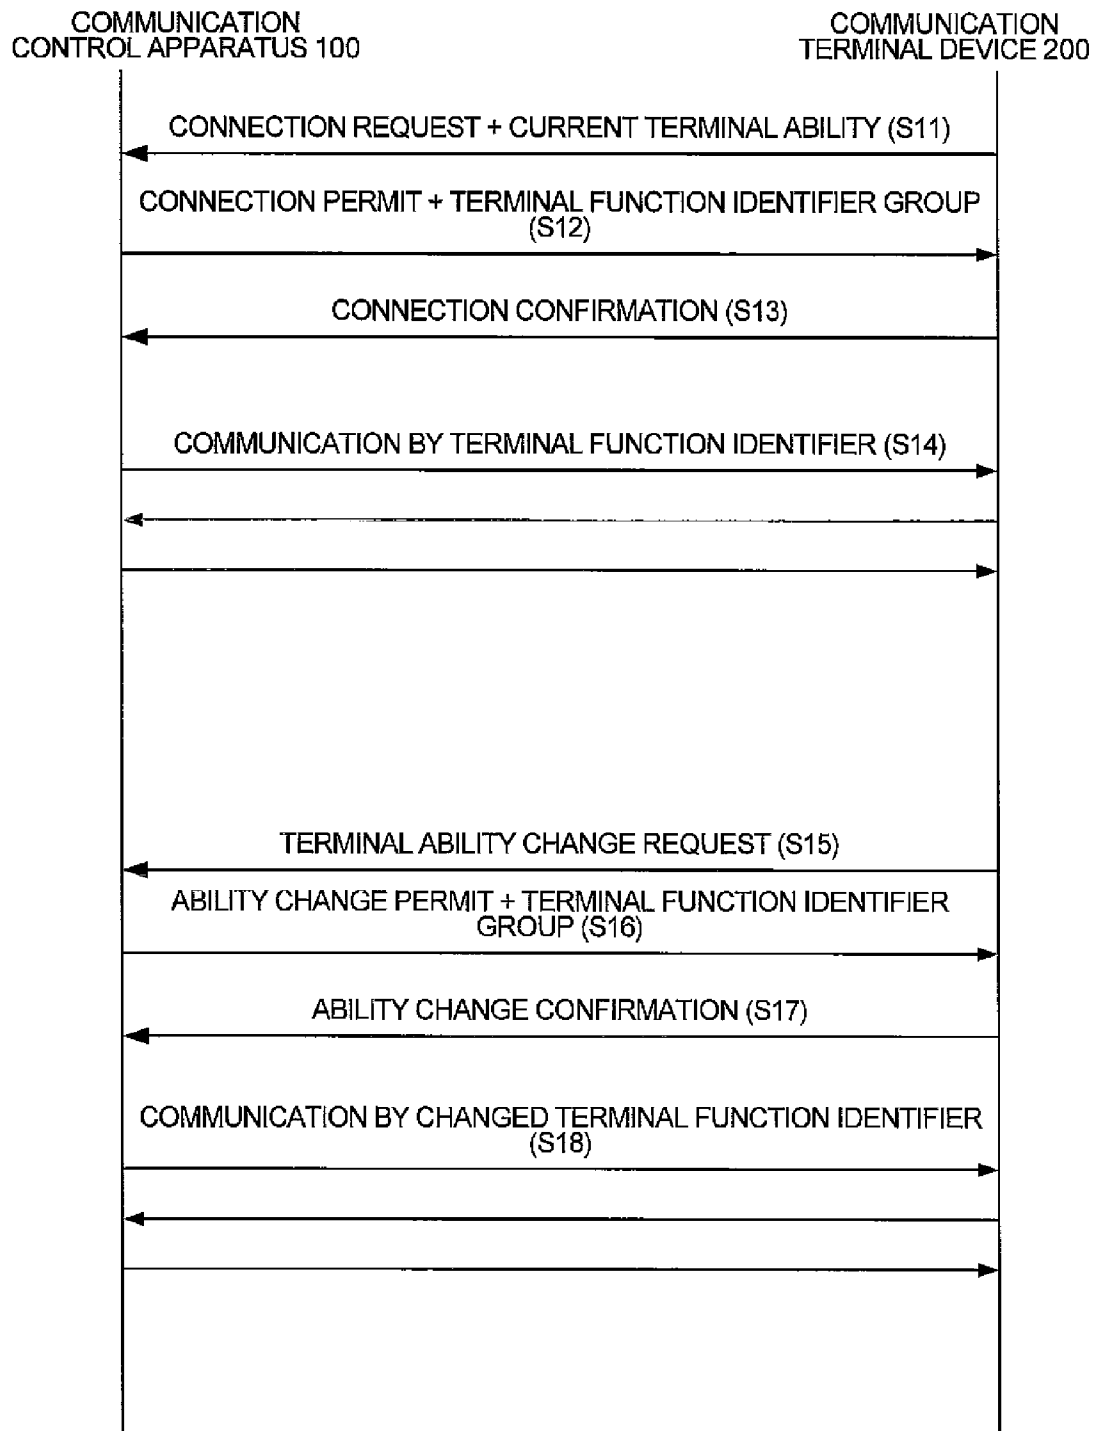 COMMUNICATION
CONTROL APPARATUS 100
COMMUNICATION
TERMINAL DEVICE 200
CONNECTION REQUEST + CURRENT TERMINAL ABILITY (S11)
CONNECTION PERMIT + TERMINAL FUNCTION IDENTIFIER GROUP
(S12)
CONNECTION CONFIRMATION (S13)
COMMUNICATION BY TERMINAL FUNCTION IDENTIFIER (S14)
TERMINAL ABILITY CHANGE REQUEST (S15)
ABILITY CHANGE PERMIT + TERMINAL FUNCTION IDENTIFIER
GROUP (S16)
ABILITY CHANGE CONFIRMATION (S17)
COMMUNICATION BY CHANGED TERMINAL FUNCTION IDENTIFIER
(S18)